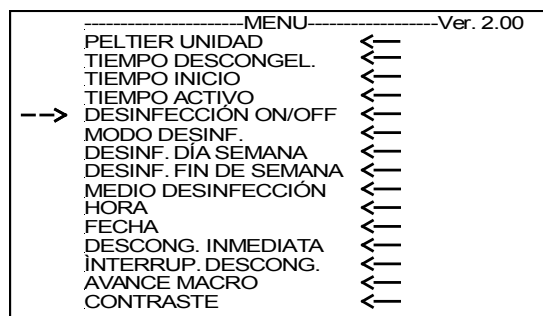 ----------------------MENU------------------Ver. 2.00
PELTIER UNIDAD
TIEMPO DESCONGEL.
TIEMPO INICIO
TIEMPO ACTIVO
DESINFECCIÓN ON/OFF
MODO DESINF.
DESINF. DÍA SEMANA
DESINF. FIN DE SEMANA
MEDIO DESINFECCIÓN
HORA
FECHA
DESCONG. INMEDIATA
INTERRUP. DESCONG.
AVANCE MACRO
CONTRASTE